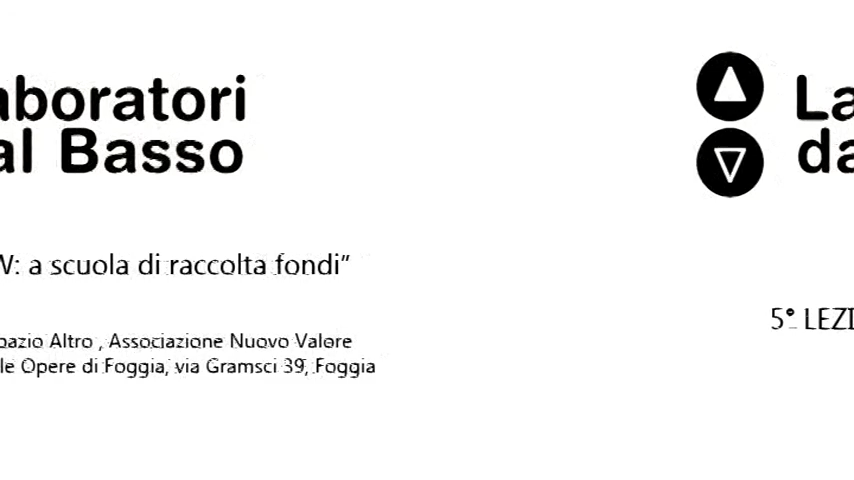 aboratori
al Basso
W: a scuola di raccolta fondi”
pazio Altro , Associazione Nuovo Valore
le Opere di Foggia, via Gramsci 39, Foggia
La
da
5° LEZI